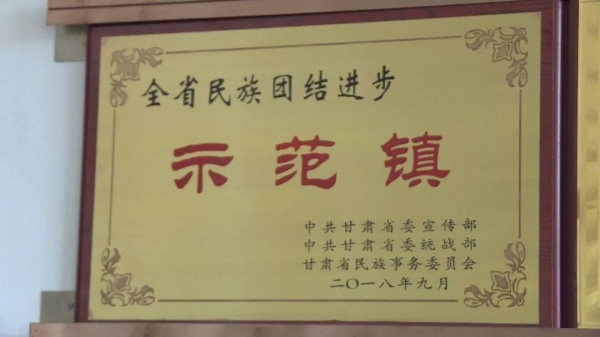 全省民族团结进步
示范镇
中共甘肃省委宣传部
中共甘肃省委统战部
甘肃省民族事务委员会
二〇一八年九月